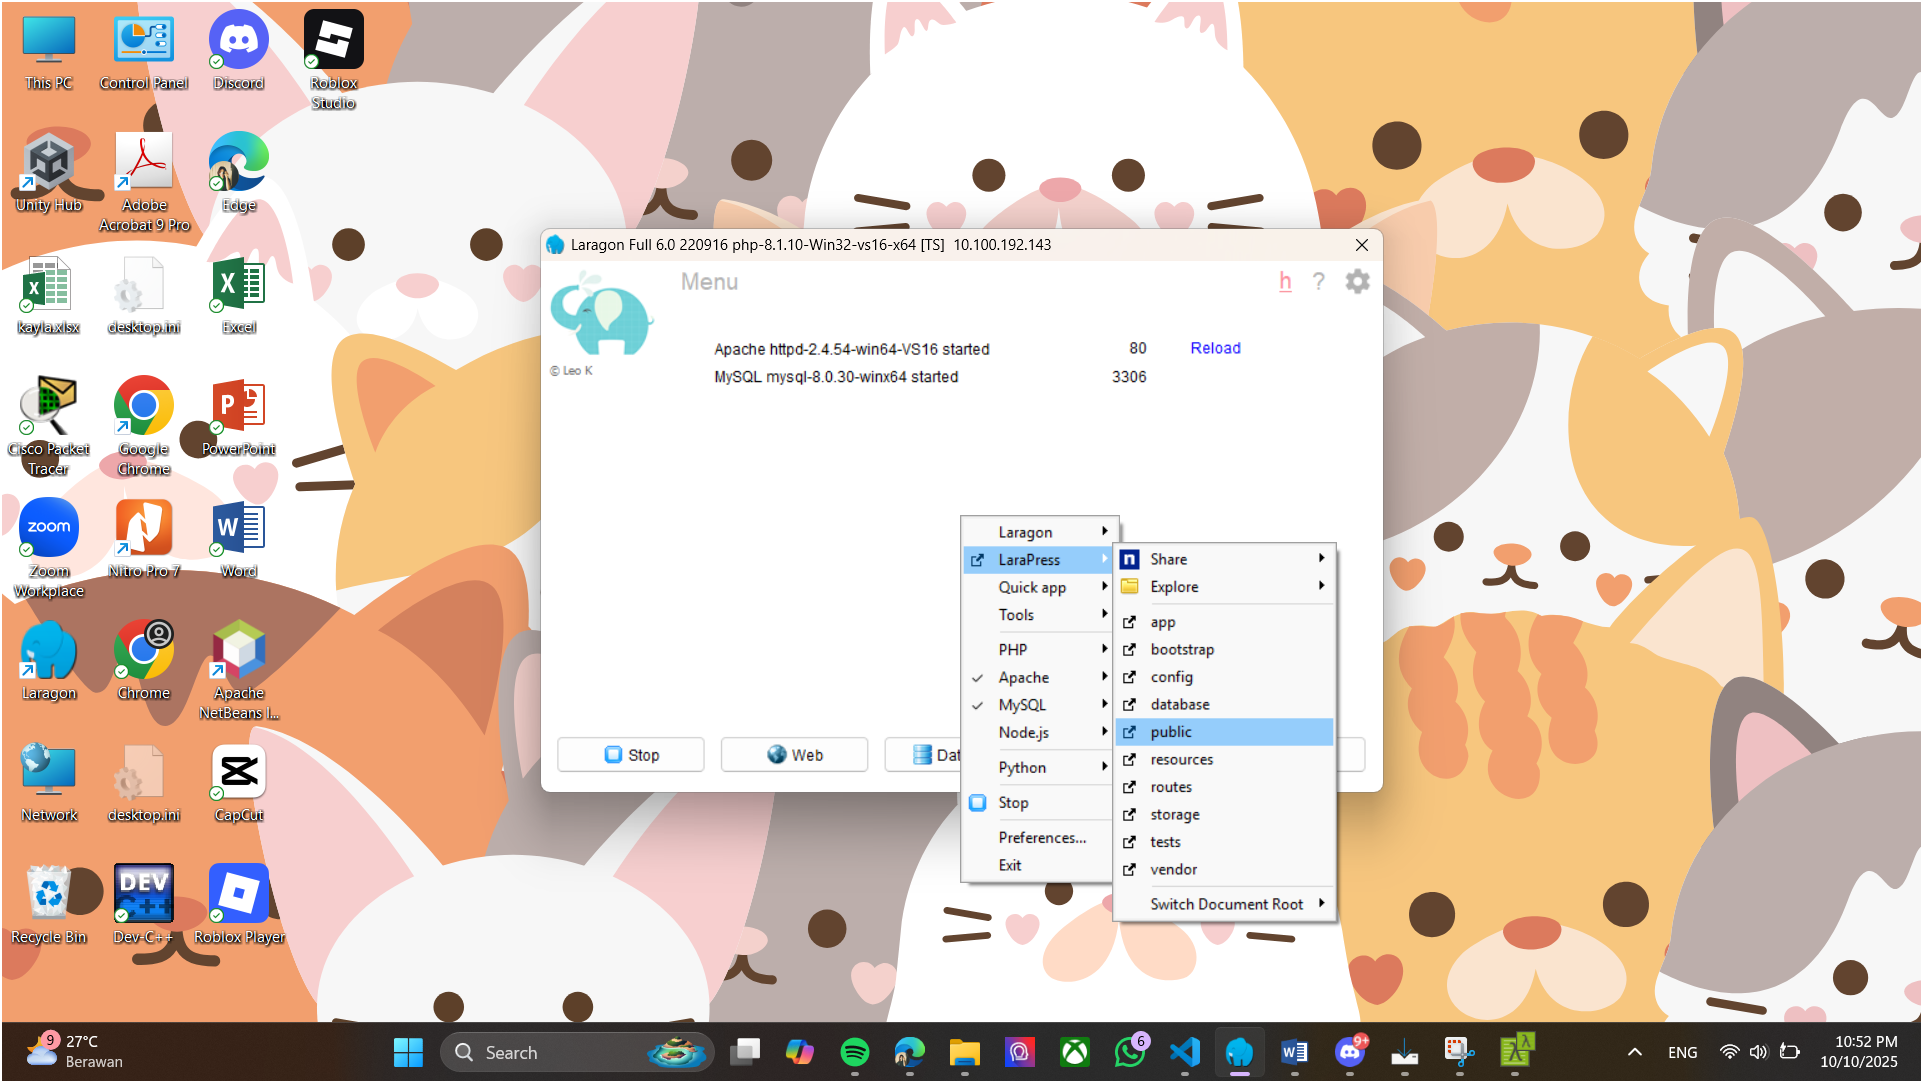 This PC
Control Panel
Discord
Roblox
Studio
Unity Hub
Adobe
Acrobat 9 Pro
Edge
kayla.xlsx
desktop.ini
Excel
Cisco Packet
Tracer
Google
Chrome
PowerPoint
zoom
Zoom
Workplace
Nitro Pro 7
Word
Laragon
Chrome
Apache
NetBeans I...
Network
desktop.ini
CapCut
Recycle Bin
DEV
C++
Dev-C++
Roblox Player
Laragon Full 6.0 220916 php-8.1.10-Win32-vs16-x64 [TS] 10.100.192.143
Menu
h ?
© Leo K
Apache httpd-2.4.54-win64-VS16 started 80 Reload
MySQL mysql-8.0.30-winx64 started 3306
Stop
Web
Dat
Laragon
LaraPress
Quick app
Tools
PHP
Apache
MySQL
Node.js
Python
Stop
Preferences...
Exit
n Share
Explore
app
bootstrap
config
database
public
resources
routes
storage
tests
vendor
Switch Document Root
9
27°C
Berawan
Search
6
9+
ENG
10:52 PM
10/10/2025